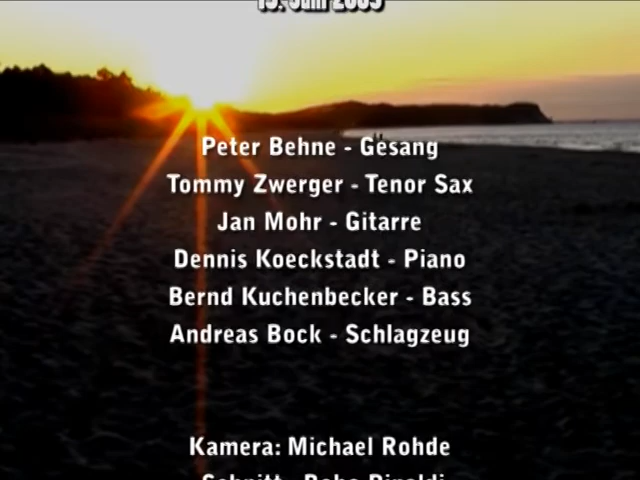 Peter Behne - Gesang
Tommy Zwerger - Tenor Sax
Jan Mohr - Gitarre
Dennis Koeckstadt - Piano
Bernd Kuchenbecker - Bass
Andreas Bock - Schlagzeug
Kamera: Michael Rohde
Schnitt